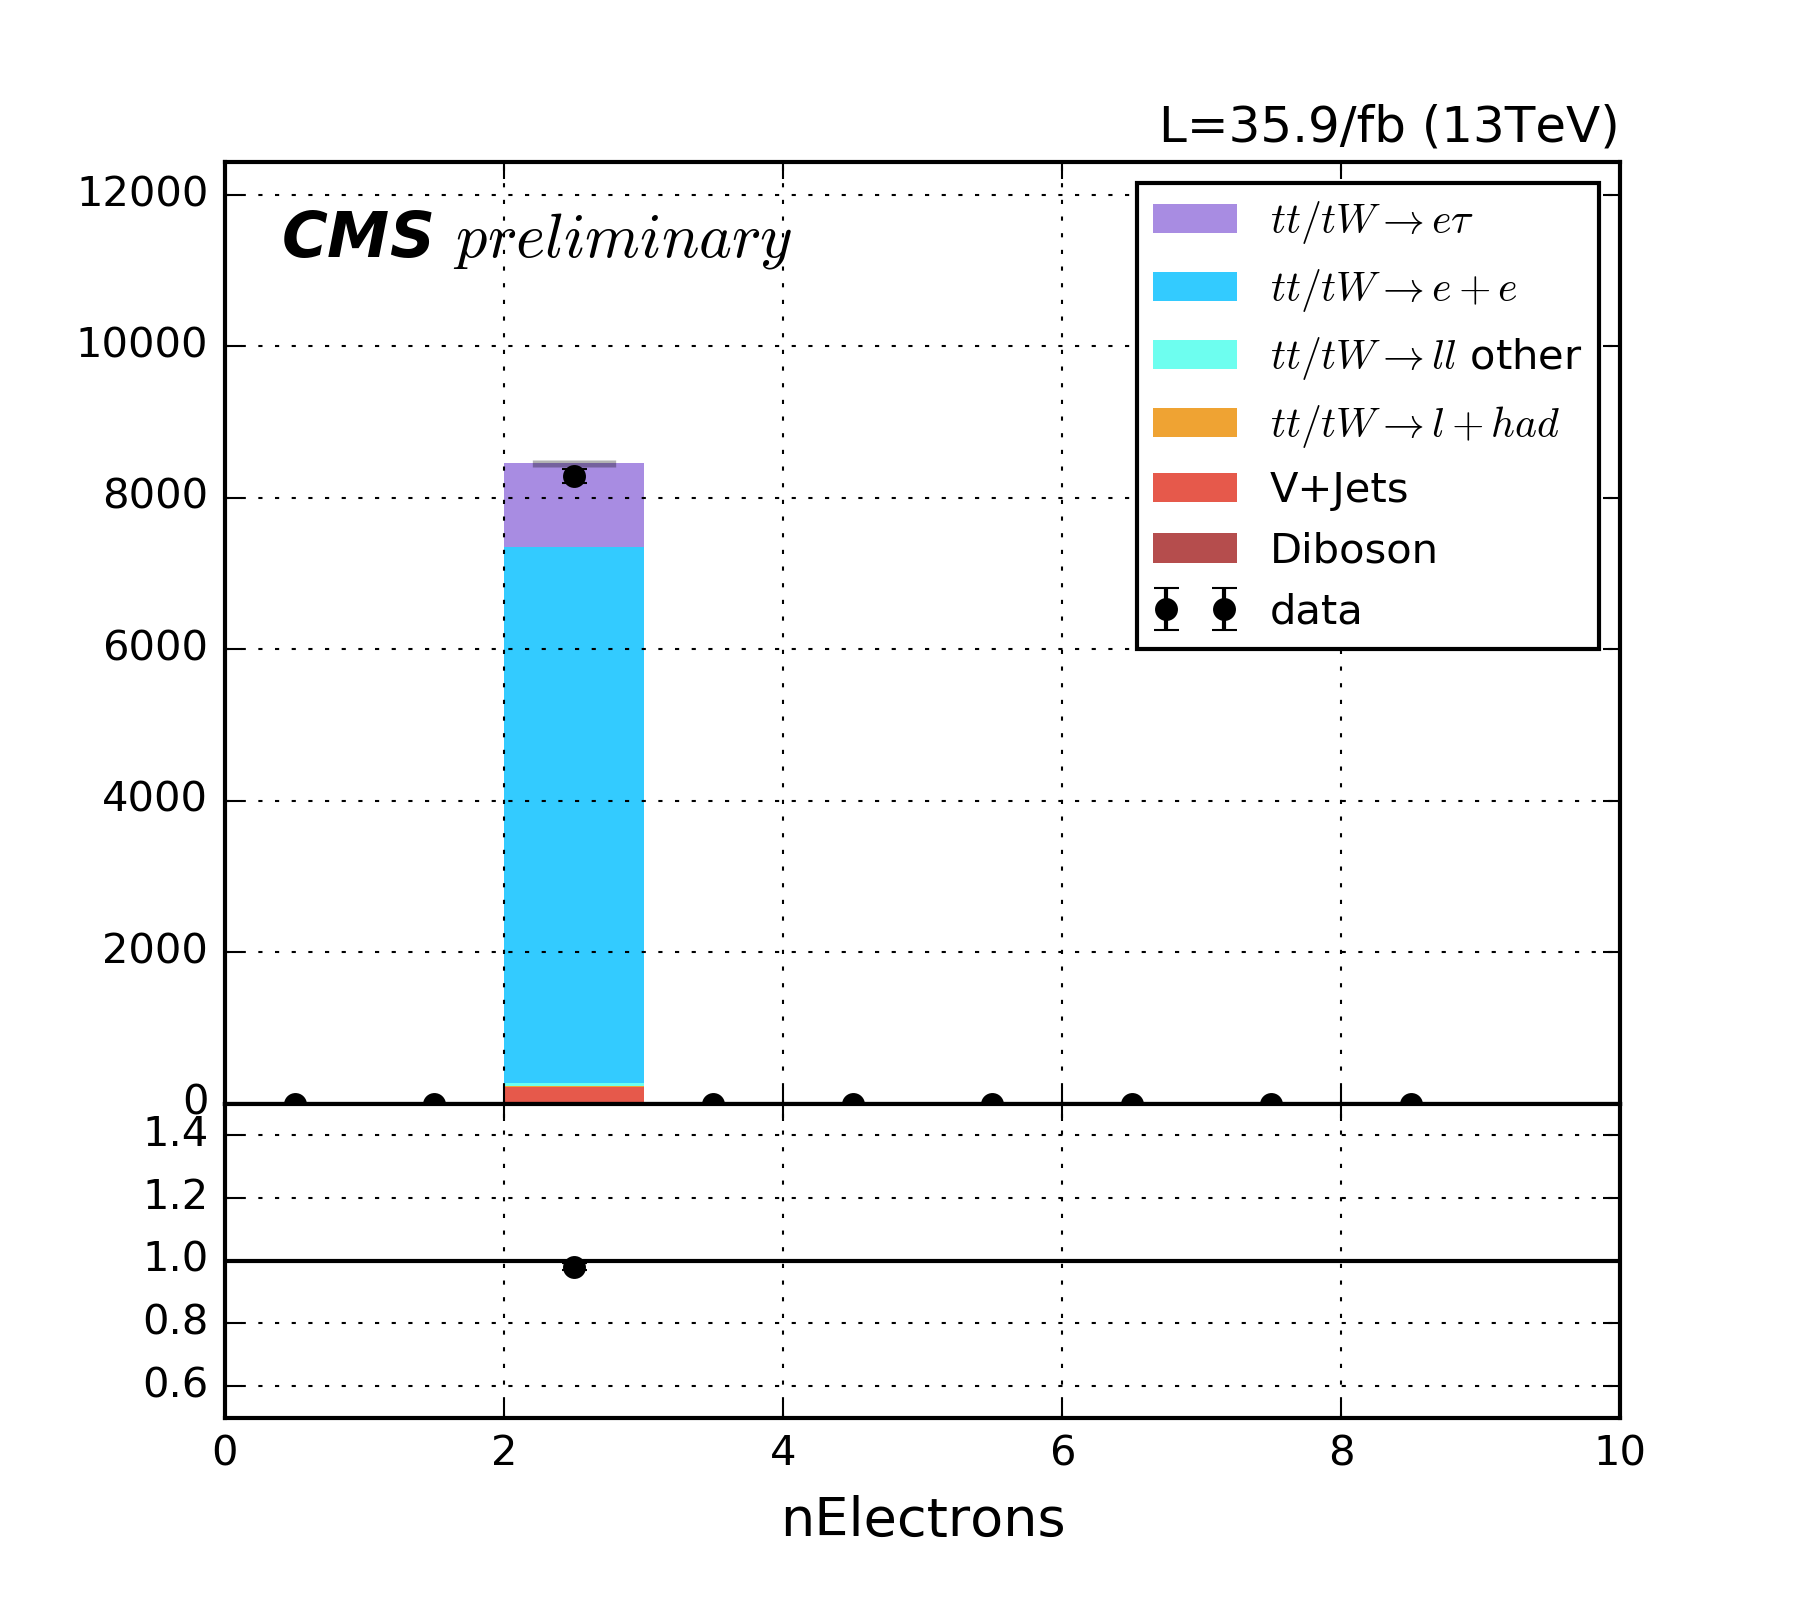 L=35.9/fb (13TeV)
CMS preliminary
12000
10000
8000
6000
4000
2000
0
tt/tW→eτ
tt/tW→e+e
tt/tW→ll other
tt/tW→l+had
V+Jets
Diboson
data
1.4
1.2
1.0
0.8
0.6
0 2 4 6 8 10
nElectrons